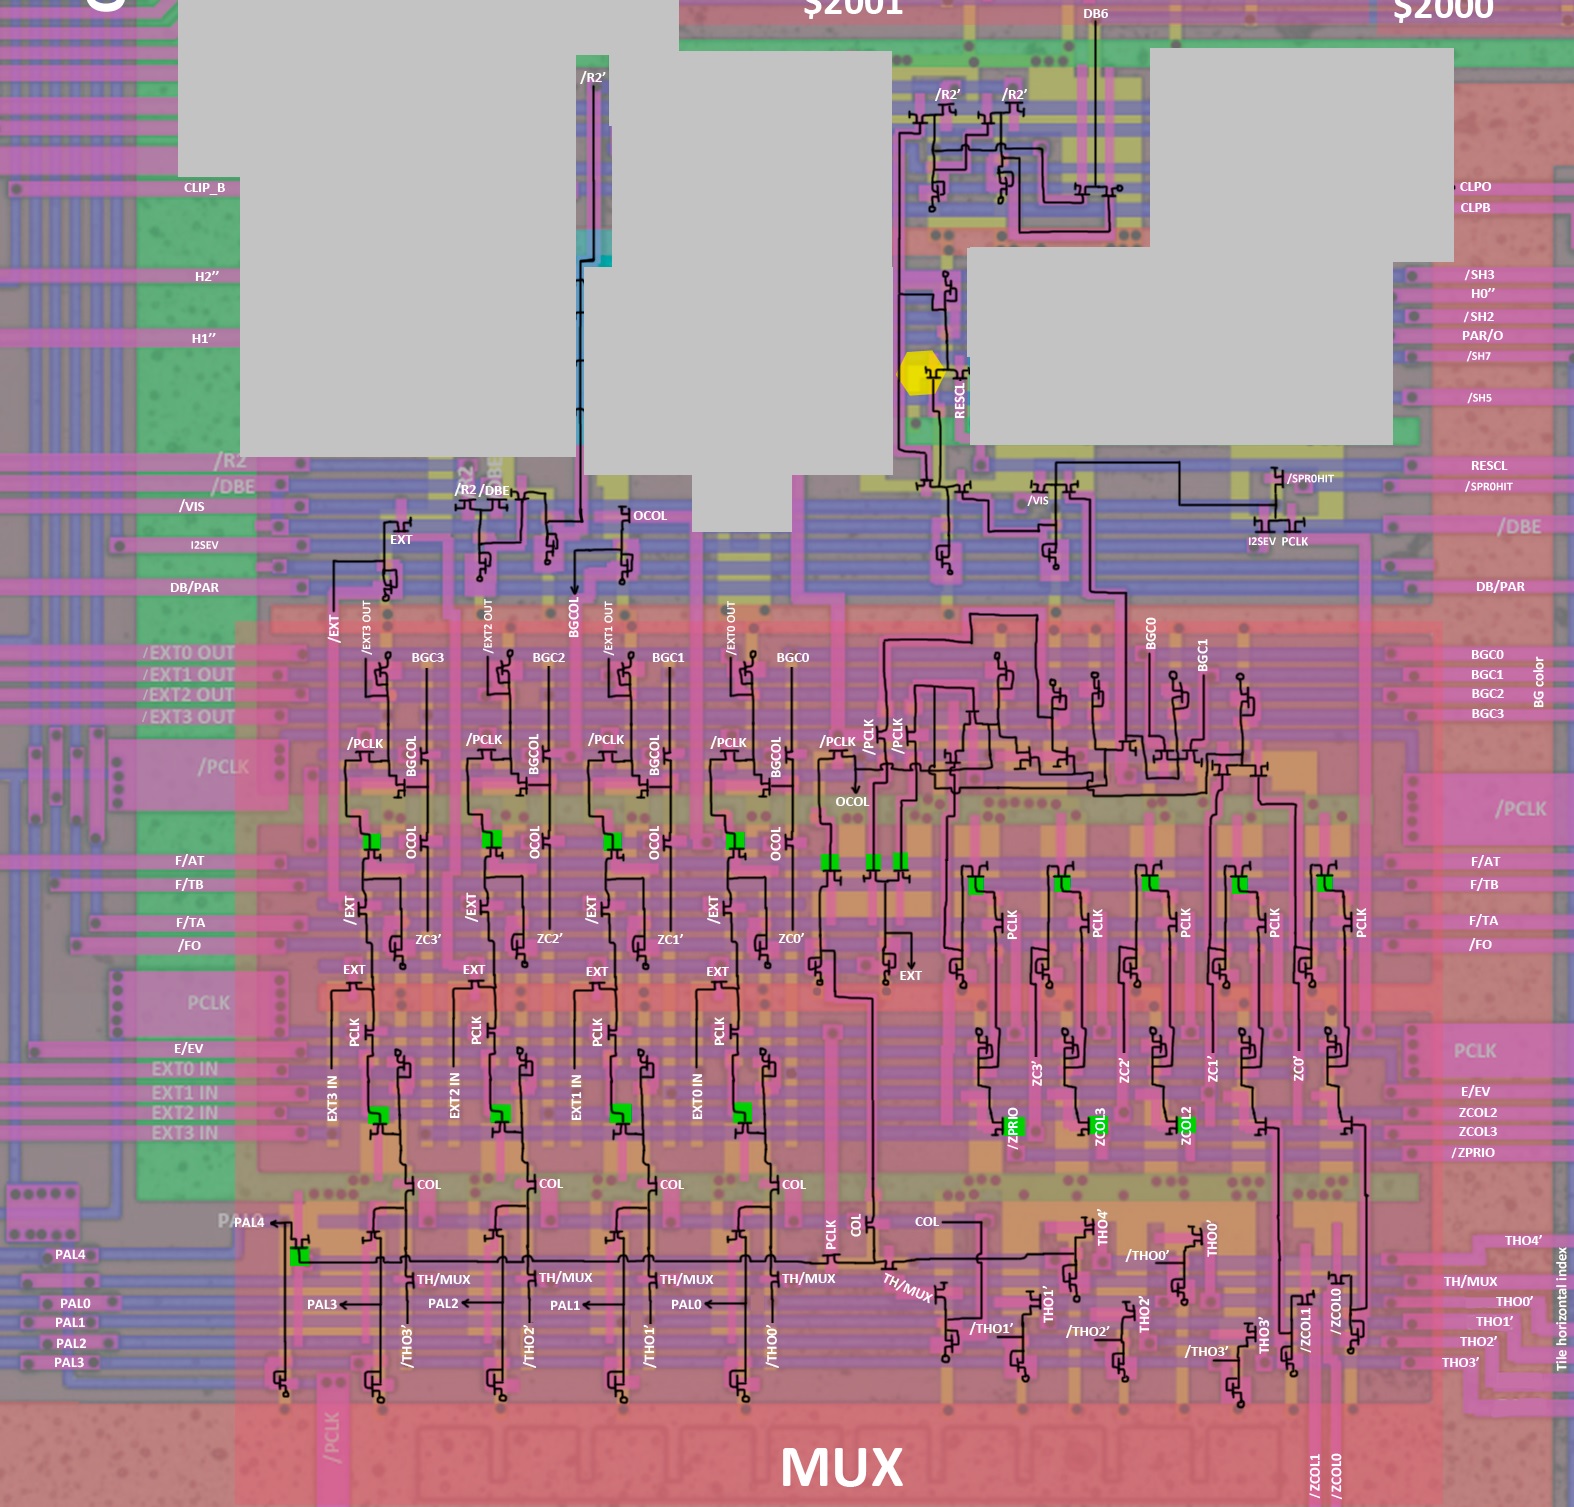 $2001
$2000
DB6
/R2'
/R2'
/R2'
CLIP_B
CLPO
CLPB
H2''
/SH3
H0''
/SH2
H1''
PAR/O
/SH7
RESCL
/SH5
/R2
/DBE
/VIS
I2SEV
DB/PAR
R2
DBE
/R2
/DBE
EXT
OCOL
/VIS
/SPR0HIT
I2SEV
PCLK
RESCL
/SPR0HIT
/DBE
DB/PAR
/EXT
/EXT3 OUT
/EXT2 OUT
BGCOL
/EXT1 OUT
/EXT0 OUT
BGC3
BGC2
BGC1
BGC0
BGC0
BGC1
/EXT0 OUT
/EXT1 OUT
/EXT2 OUT
/EXT3 OUT
BGC0
BGC1
BGC2
BGC3
BG color
/PCLK
/PCLK
BGCOL
/PCLK
BGCOL
/PCLK
BGCOL
/PCLK
BGCOL
/PCLK
/PCLK
/PCLK
OCOL
/PCLK
OCOL
OCOL
OCOL
OCOL
F/AT
F/TB
F/TA
/FO
F/AT
F/TB
F/TA
/FO
/EXT
/EXT
/EXT
/EXT
ZC3'
ZC2'
ZC1'
ZC0'
PCLK
PCLK
PCLK
PCLK
PCLK
EXT
EXT
EXT
EXT
EXT
PCLK
PCLK
PCLK
PCLK
PCLK
PCLK
E/EV
EXT0 IN
EXT1 IN
EXT2 IN
EXT3 IN
EXT3 IN
EXT2 IN
EXT1 IN
EXT0 IN
ZC3'
ZC2'
ZC1'
ZC0'
/ZPRIO
ZCOL3
ZCOL2
E/EV
ZCOL2
ZCOL3
/ZPRIO
COL
COL
COL
COL
PAL4
PCLK
COL
COL
THO4'
/THO0'
THO0'
THO4'
PAL4
PAL0
PAL1
PAL2
PAL3
TH/MUX
TH/MUX
TH/MUX
TH/MUX
TH/MUX
PAL3
PAL2
PAL1
PAL0
/THO3'
/THO2'
/THO1'
/THO0'
/THO1'
THO1'
/THO2'
THO2'
/THO3'
THO3'
/ZCOL1
/ZCOL0
TH/MUX
THO0'
THO1'
THO2'
THO3'
Tile horizontal index
/PCLK
MUX
/ZCOL1
/ZCOL0